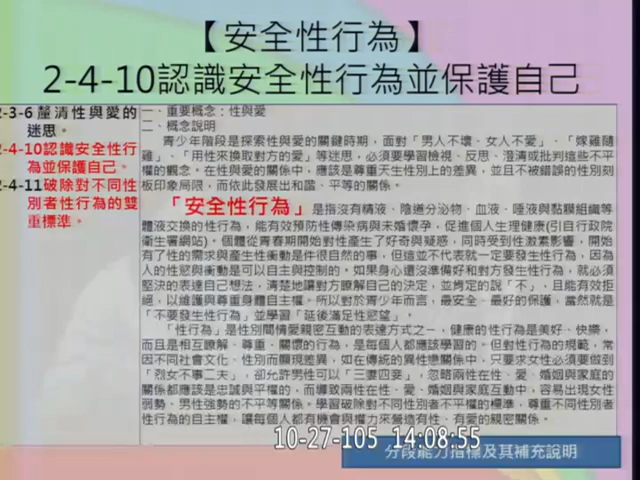 【安全性行為】
2-4-10認識安全性行為並保護自己
2-3-6釐清性與愛的
迷思。
2-4-10認識安全性行
為並保護自己。
2-4-11破除對不同性
別者性行為的雙
重標準。
一、重要概念：性與愛
二、概念說明
青少年階段是探索性與愛的關鍵時期，面對「男人不壞、女人不愛」、「嫁雞隨
雞」、「用性來換取對方的愛」等迷思，必須要學習檢視、反思、澄清或批判這些不平
權的觀念。在性與愛的關係中，應該是尊重天生性別上的差異，並且不被錯誤的性別刻
板印象局限，而依此發展出和諧、平等的關係。
「安全性行為」是指沒有精液、陰道分泌物、血液、唾液與黏膜組織等
體液交換的性行為，能有效預防性傳染病與未婚懷孕，促進個人生理健康(引自行政院
衛生署網站)。個體從青春期開始對性產生了好奇與疑惑，同時受到性激素影響，開始
有了性的需求與產生性衝動是件很自然的事，但這並不代表就一定要發生性行為，因為
人的性慾與衝動是可以自主與控制的。如果身心還沒準備好和對方發生性行為，就必須
堅決的表達自己想法，清楚地讓對方瞭解自己的決定，並肯定的說「不」，且能有效拒
絕，以維護與尊重身體自主權。所以對於青少年而言，最安全、最好的保護，當然就是
「不要發生性行為」並學習「延後滿足性慾望」。
「性行為」是性別間情愛親密互動的表達方式之一，健康的性行為是美好、快樂，
而且是相互瞭解、尊重、關懷的行為，是每個人都應該學習的。但對性行為的規範，常
因不同社會文化、性別而顯現差異，如在傳統的異性戀關係中，只要求女性必須要做到
「烈女不事二夫」，卻允許男性可以「三妻四妾」，忽略兩性在性、愛、婚姻與家庭的
關係都應該是忠誠與平權的，而導致兩性在性、愛、婚姻與家庭互動中，容易出現女性
弱勢、男性強勢的不平等關係。學習破除對不同性別者不平權的標準，尊重不同性別者
性行為的自主權，讓每個人都有機會與權力來營造有性、有愛的親密關係。
10-27-105 14:08:55
分段能力指標及其補充說明